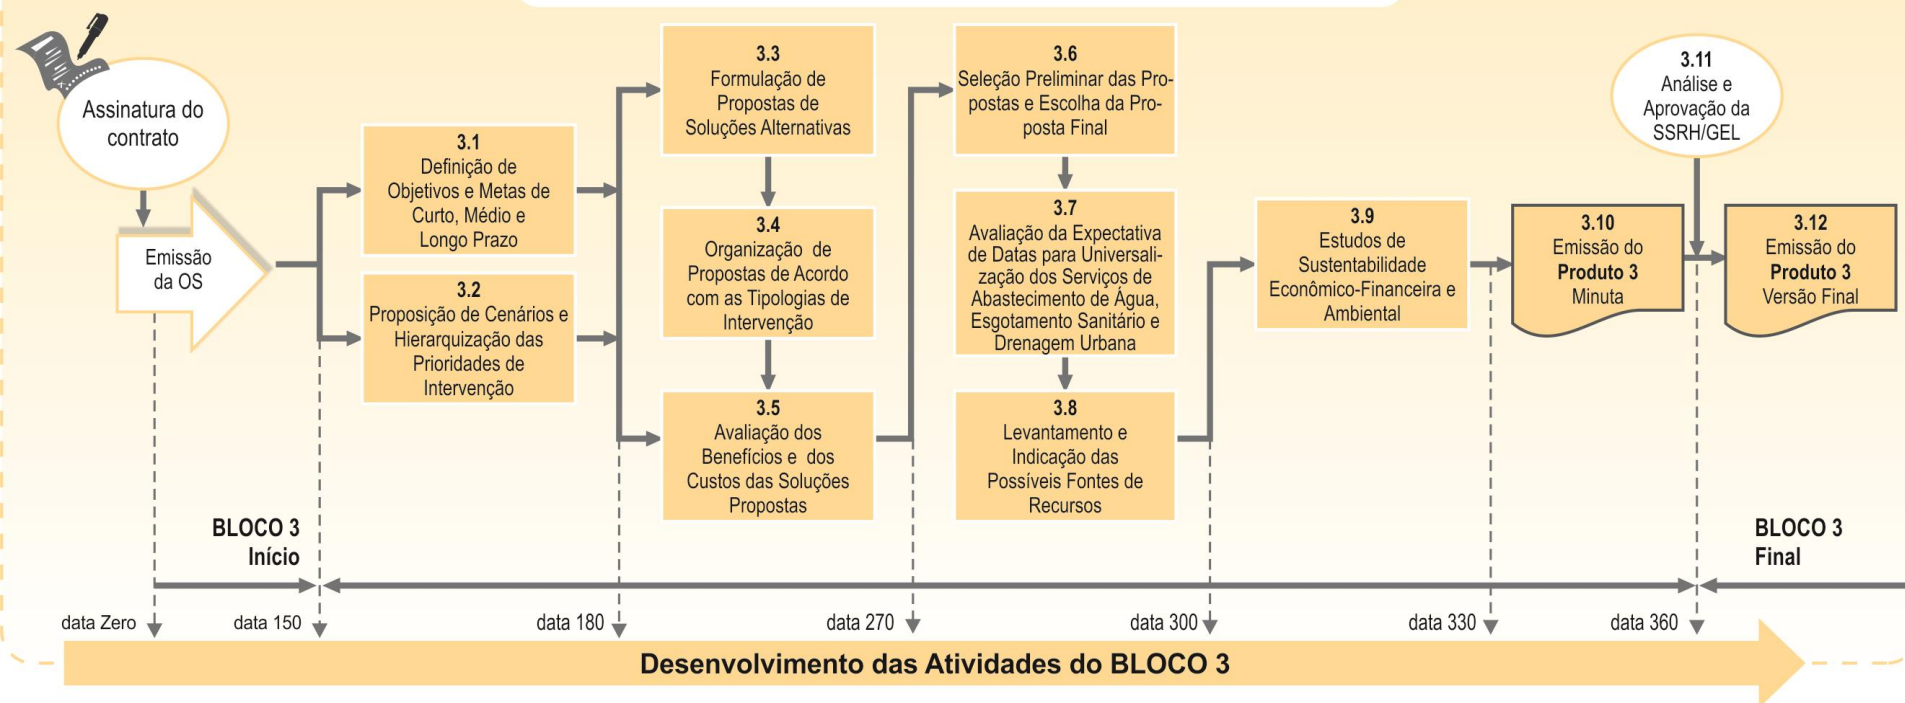 Assinatura do
contrato
Emissão
da OS
3.1
Definição de
Objetivos e Metas de
Curto, Médio e
Longo Prazo
3.2
Proposição de Cenários e
Hierarquização das
Prioridades de
Intervenção
3.3
Formulação de
Propostas de
Soluções Alternativas
3.4
Organização de
Propostas de Acordo
com as Tipologias de
Intervenção
3.5
Avaliação dos
Benefícios e dos
Custos das Soluções
Propostas
3.6
Seleção Preliminar das Pro-
postas e Escolha da Pro-
posta Final
3.7
Avaliação da Expectativa
de Datas para Universali-
zação dos Serviços de
Abastecimento de Água,
Esgotamento Sanitário e
Drenagem Urbana
3.8
Levantamento e
Indicação das
Possíveis Fontes de
Recursos
3.9
Estudos de
Sustentabilidade
Econômico-Financeira e
Ambiental
3.10
Emissão do
Produto 3
Minuta
3.11
Análise e
Aprovação da
SSRH/GEL
3.12
Emissão do
Produto 3
Versão Final
BLOCO 3
Início
BLOCO 3
Final
data Zero
data 150
data 180
data 270
data 300
data 330
data 360
Desenvolvimento das Atividades do BLOCO 3